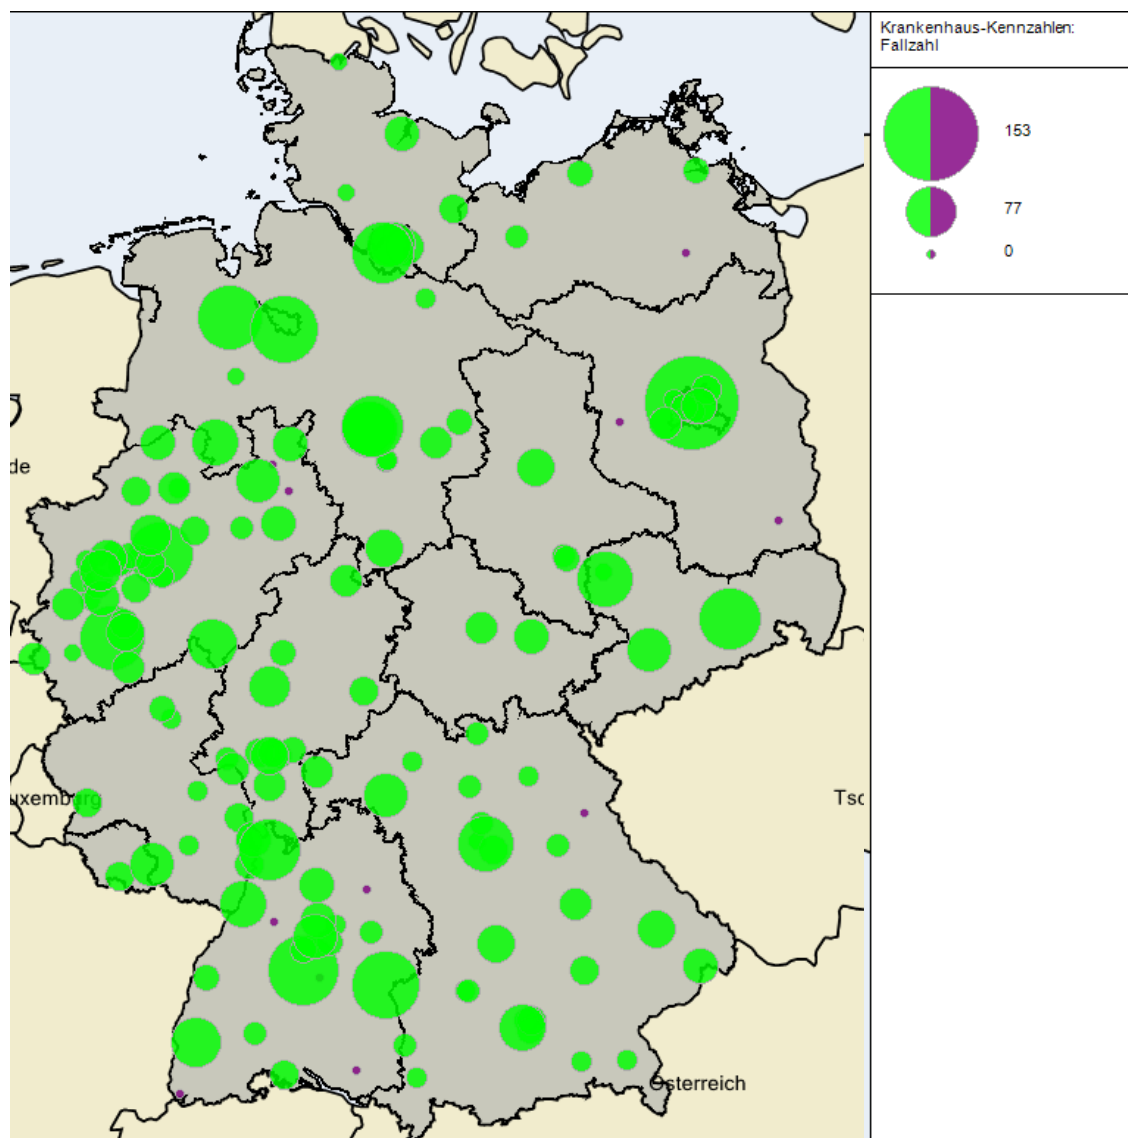 Krankenhaus-Kennzahlen:
Fallzahl
153
77
0
de
uxemburg
Tsc
Österreich